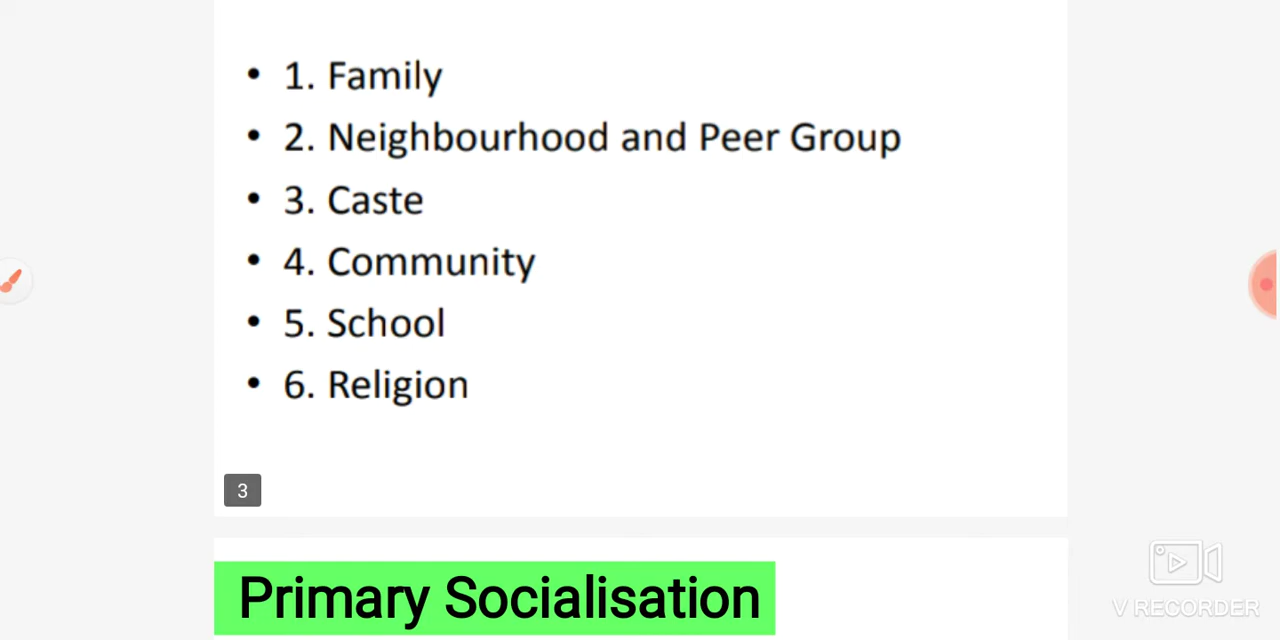 • 1. Family
• 2. Neighbourhood and Peer Group
• 3. Caste
• 4. Community
• 5. School
• 6. Religion
3
Primary Socialisation
V RECORDER